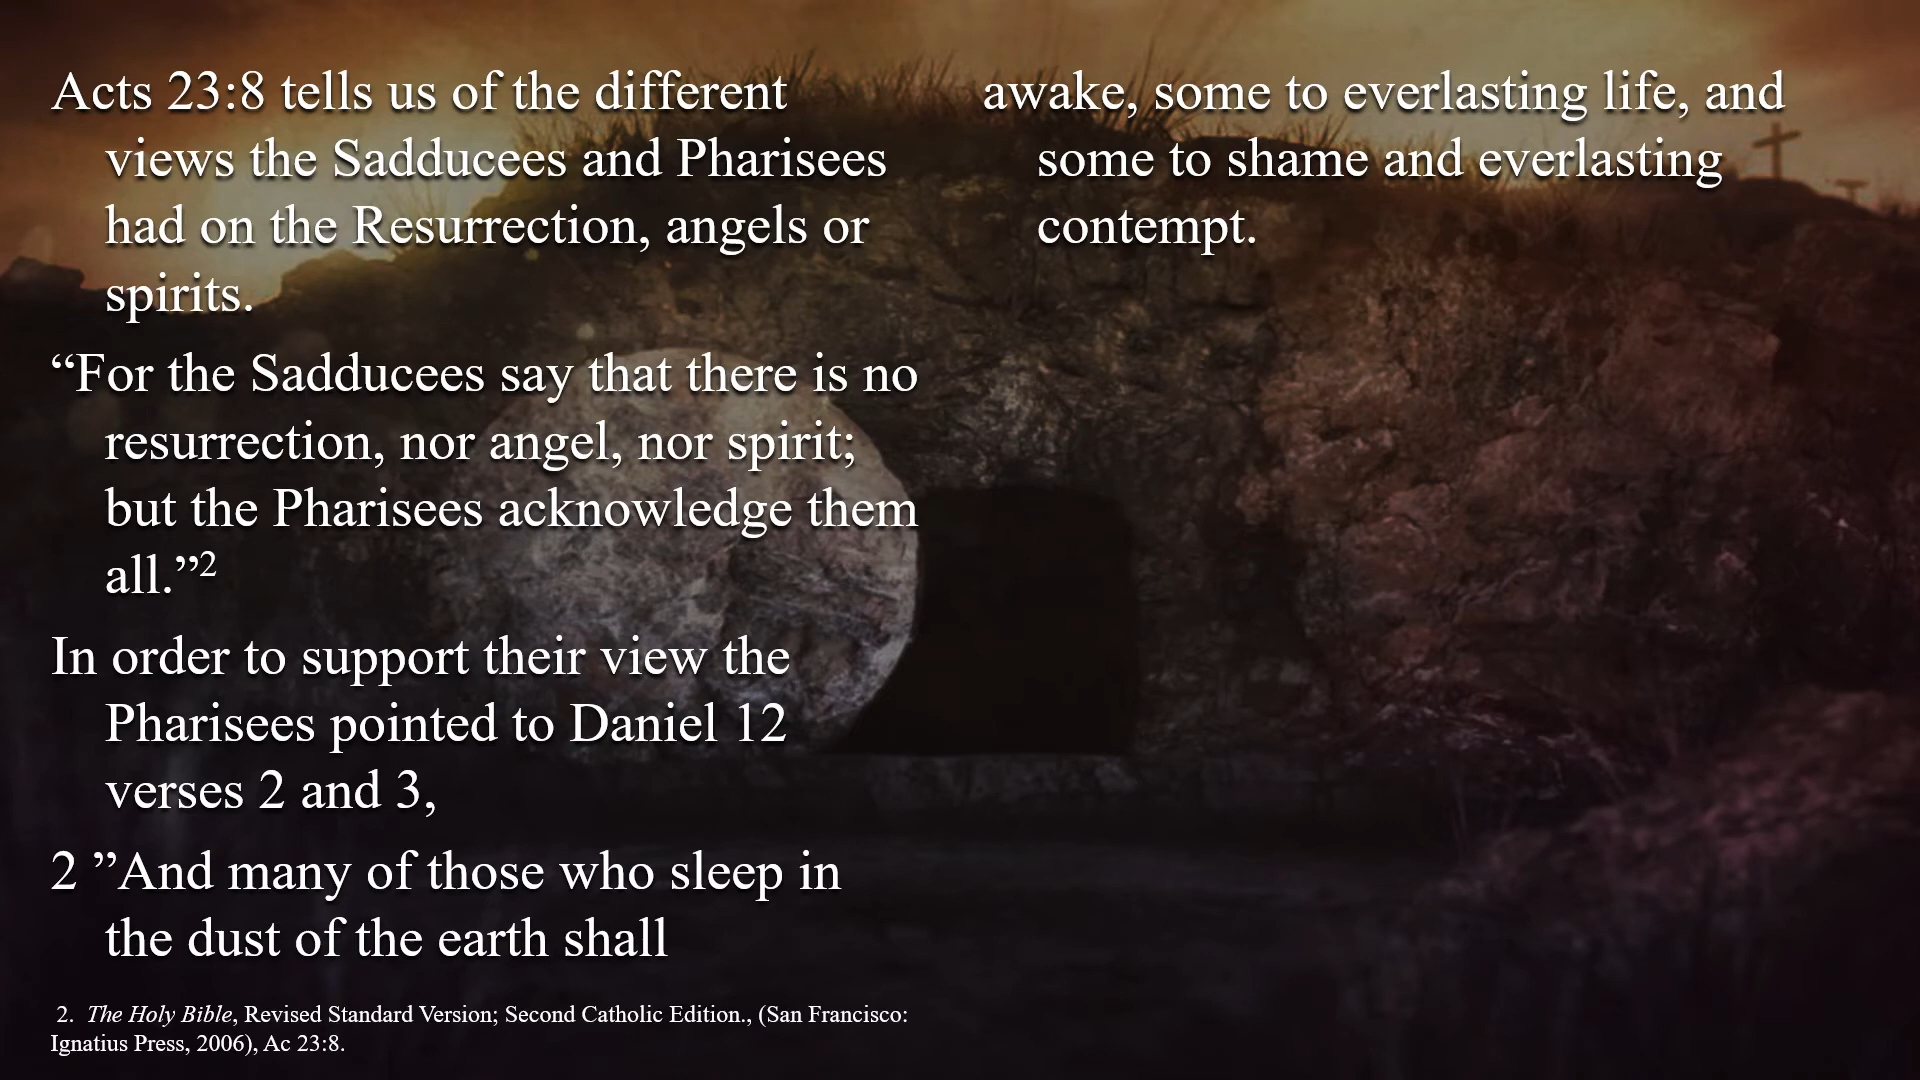 Acts 23:8 tells us of the different
views the Sadducees and Pharisees
had on the Resurrection, angels or
spirits.
“For the Sadducees say that there is no
resurrection, nor angel, nor spirit;
but the Pharisees acknowledge them
all.”2
In order to support their view the
Pharisees pointed to Daniel 12
verses 2 and 3,
2 ”And many of those who sleep in
the dust of the earth shall
awake, some to everlasting life, and
some to shame and everlasting
contempt.
2. The Holy Bible, Revised Standard Version; Second Catholic Edition., (San Francisco:
Ignatius Press, 2006), Ac 23:8.